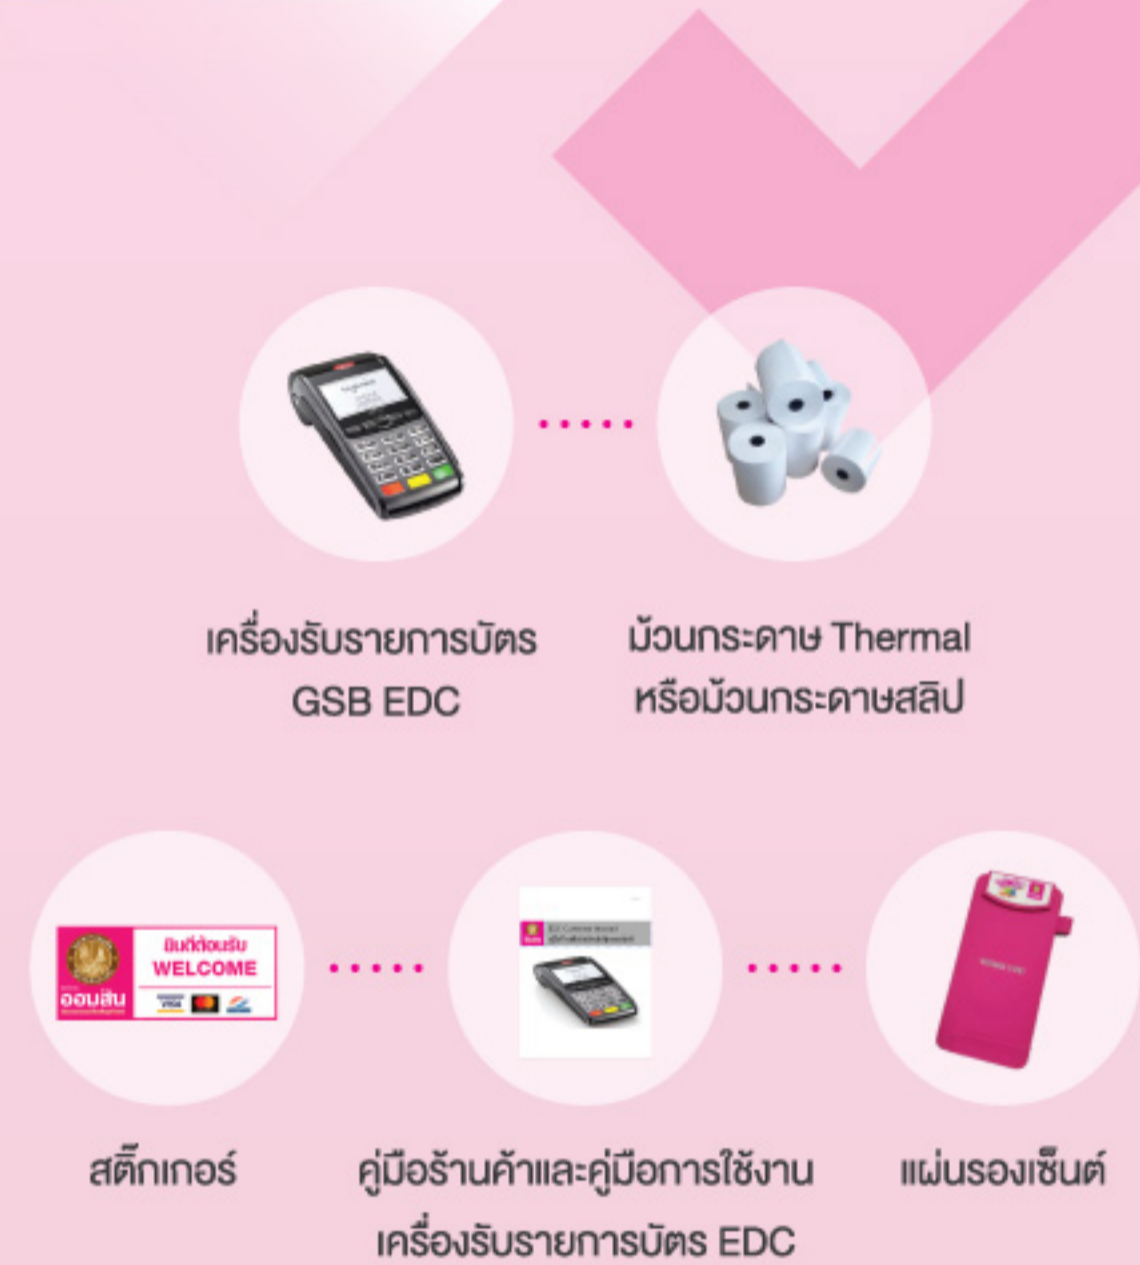 เครื่องรับรายการบัตร
GSB EDC
ม้วนกระดาษ Thermal
หรือม้วนกระดาษสลิป
ยินดีต้อนรับ
WELCOME
ออมสิน
VISA
สติ๊กเกอร์
คู่มือร้านค้าและคู่มือการใช้งาน
เครื่องรับรายการบัตร EDC
แผ่นรองเซ็นต์